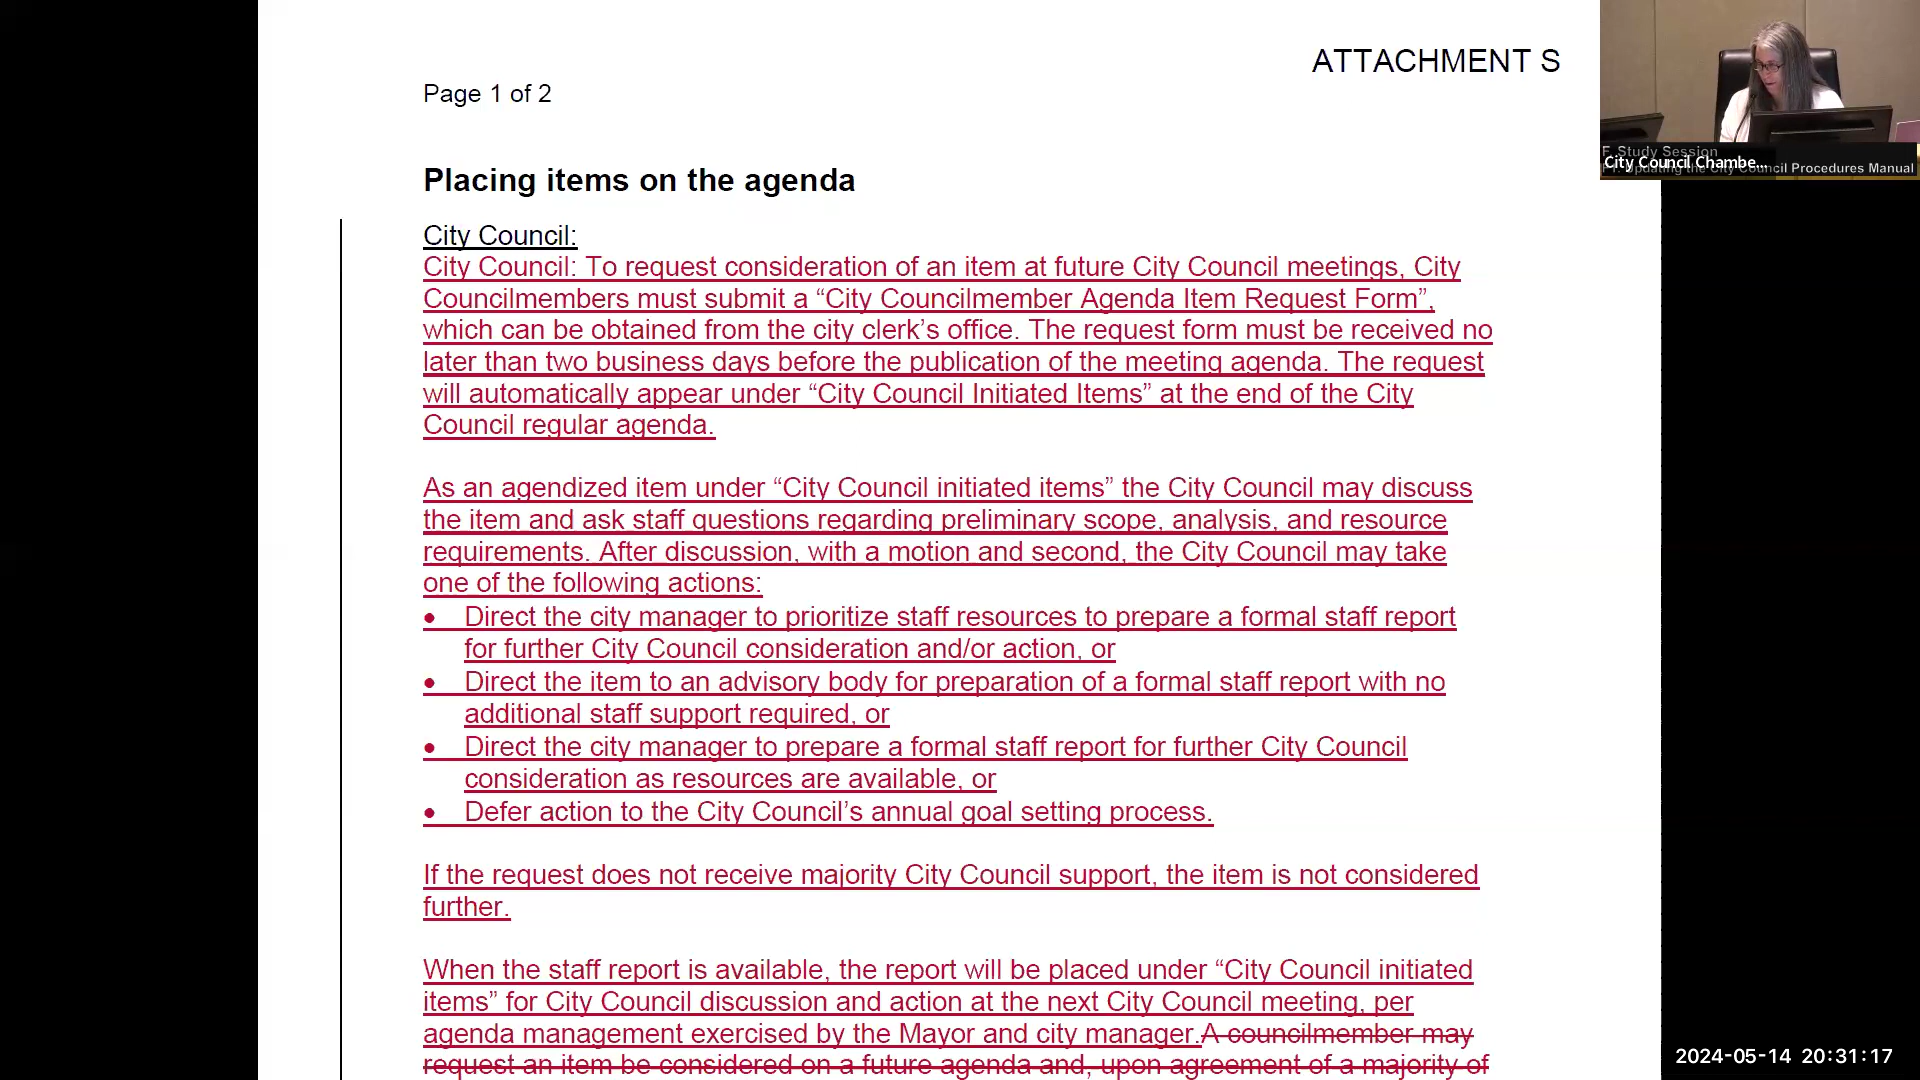 ATTACHMENT S
Page 1 of 2
Placing items on the agenda
City Council:
City Council: To request consideration of an item at future City Council meetings, City
Councilmembers must submit a “City Councilmember Agenda Item Request Form”,
which can be obtained from the city clerk’s office. The request form must be received no
later than two business days before the publication of the meeting agenda. The request
will automatically appear under “City Council Initiated Items” at the end of the City
Council regular agenda.
As an agendized item under “City Council initiated items” the City Council may discuss
the item and ask staff questions regarding preliminary scope, analysis, and resource
requirements. After discussion, with a motion and second, the City Council may take
one of the following actions:
• Direct the city manager to prioritize staff resources to prepare a formal staff report
for further City Council consideration and/or action, or
• Direct the item to an advisory body for preparation of a formal staff report with no
additional staff support required, or
• Direct the city manager to prepare a formal staff report for further City Council
consideration as resources are available, or
• Defer action to the City Council’s annual goal setting process.
If the request does not receive majority City Council support, the item is not considered
further.
When the staff report is available, the report will be placed under “City Council initiated
items” for City Council discussion and action at the next City Council meeting, per
agenda management exercised by the Mayor and city manager. A councilmember may
request an item be considered on a future agenda and, upon agreement of a majority of
F. Study Session
City Council Chambe...
Updating the City Council Procedures Manual
2024-05-14 20:31:17